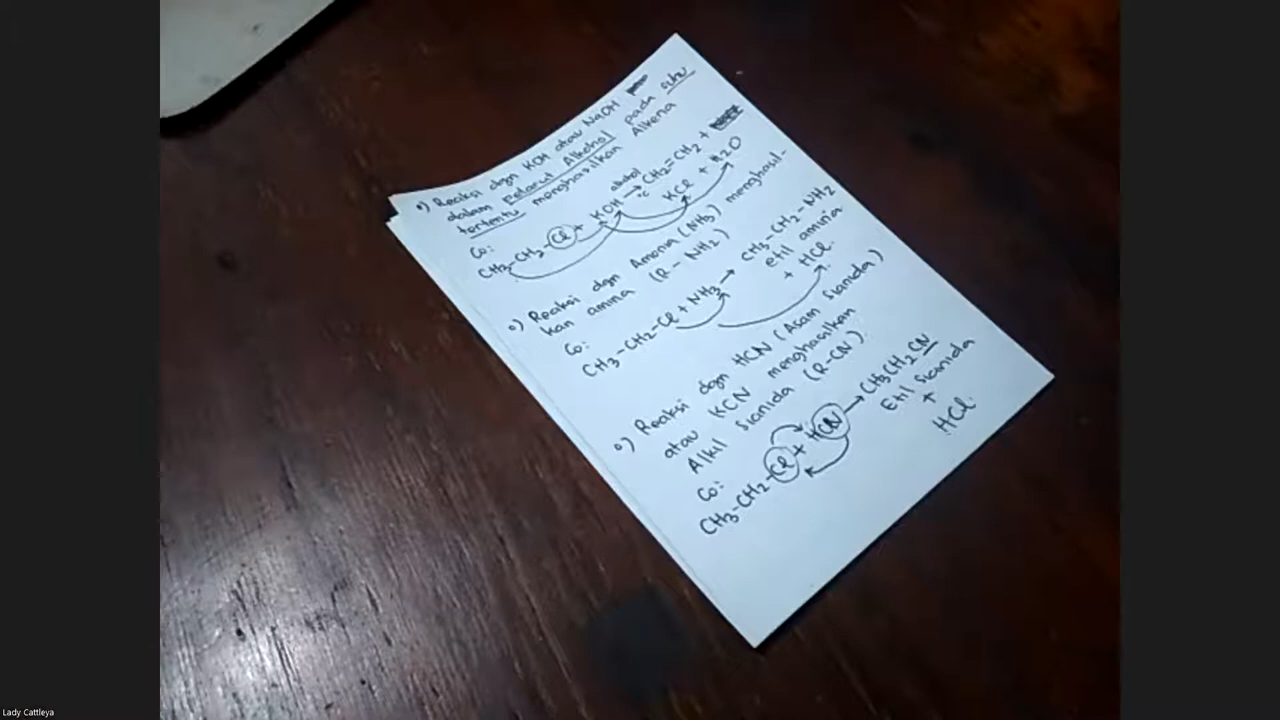 o) Reaksi dgn KOH atau NaOH
dalam Pelarut Alkohol pada suhu
tertentu menghasilkan Alkena
Co:
CH3-CH2-Cl + KOH alkohol → °C CH2=CH2 +
KCl + H2O
o) Reaksi dgn Amonia (NH3) menghasil-
kan amina (R-NH2)
Co:
CH3-CH2-Cl + NH3 → CH3-CH2-NH2
etil amina
+ HCl.
o) Reaksi dgn HCN (Asam Sianida)
atau KCN menghasilkan
Alkil Sianida (R-CN).
Co:
CH3-CH2-Cl + HCN → CH3CH2CN
Etil Sianida
+
HCl.
Lady Cattleya